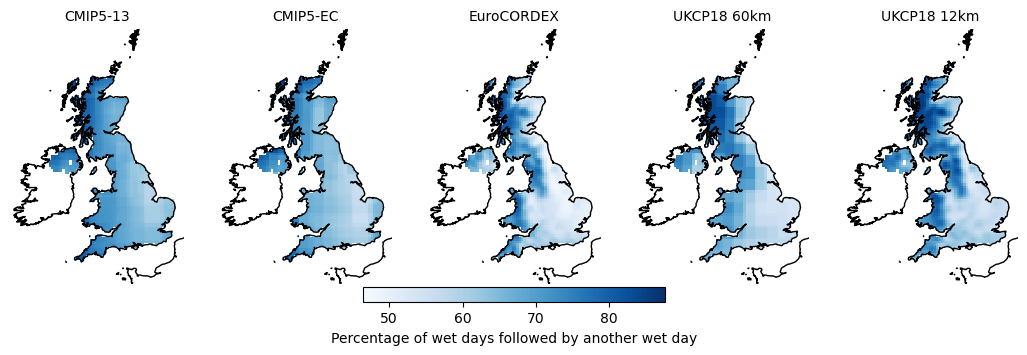 CMIP5-13 CMIP5-EC EuroCORDEX UKCP18 60km UKCP18 12km
50 60 70 80
Percentage of wet days followed by another wet day